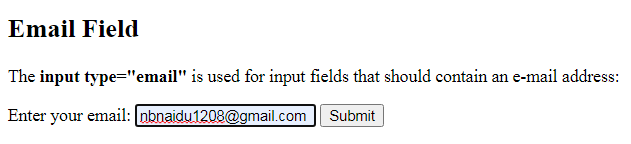 Email Field
The input type="email" is used for input fields that should contain an e-mail address:
Enter your email: nbnaidu1208@gmail.com Submit